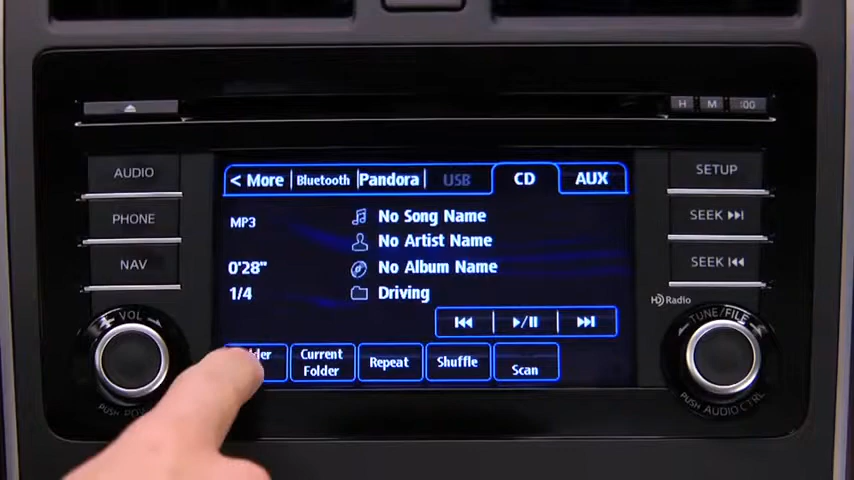 H M :00
AUDIO
PHONE
NAV
VOL
PUSH
SETUP
SEEK
SEEK
HD Radio
TUNE/FILE
PUSH AUDIO CTRL
< More Bluetooth Pandora USB CD AUX
MP3
No Song Name
No Artist Name
0'28" No Album Name
1/4 Driving
Current
Folder
Repeat
Shuffle
Scan